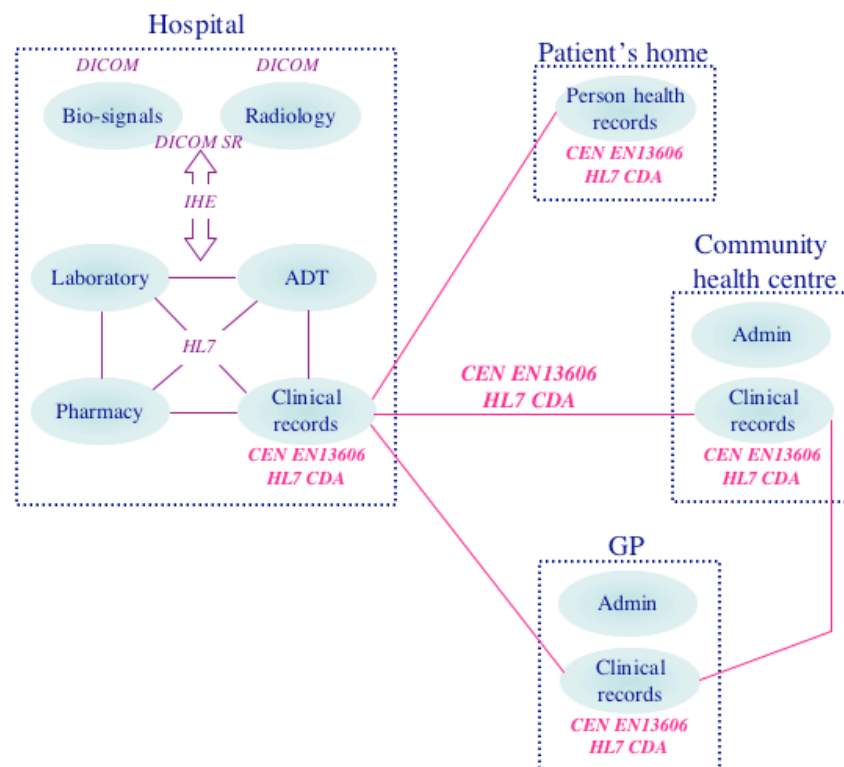 Hospital
DICOM
DICOM
Bio-signals
Radiology
DICOM SR
IHE
Laboratory
ADT
HL7
Pharmacy
Clinical
records
CEN EN13606
HL7 CDA
Patient's home
Person health
records
CEN EN13606
HL7 CDA
CEN EN13606
HL7 CDA
Community
health centre
Admin
Clinical
records
CEN EN13606
HL7 CDA
GP
Admin
Clinical
records
CEN EN13606
HL7 CDA